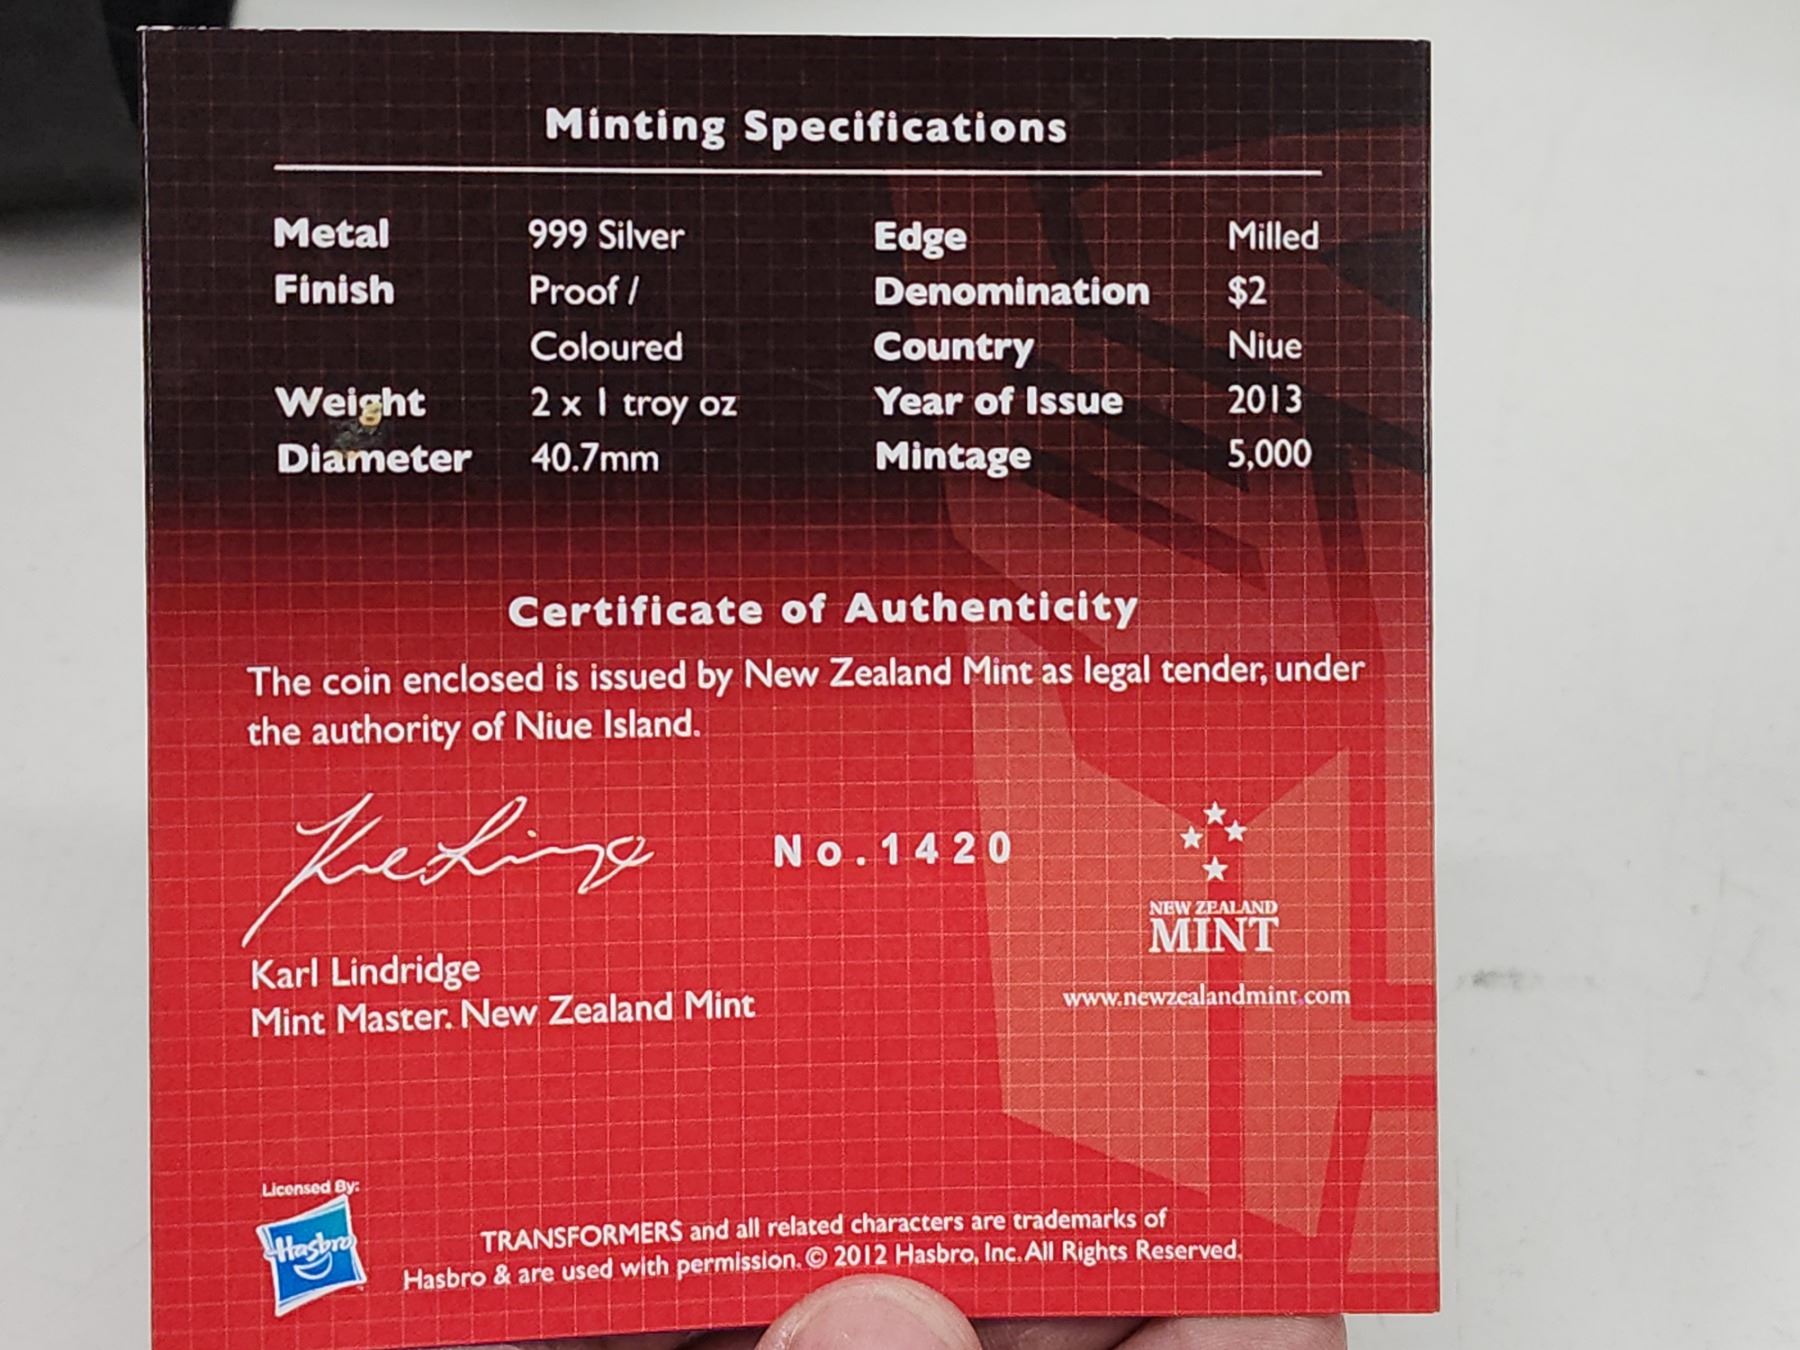 Minting Specifications
Metal 999 Silver Edge Milled
Finish Proof / Denomination $2
Coloured Country Niue
Weight 2 x 1 troy oz Year of Issue 2013
Diameter 40.7mm Mintage 5,000
Certificate of Authenticity
The coin enclosed is issued by New Zealand Mint as legal tender, under
the authority of Niue Island.
No.1420
NEW ZEALAND
MINT
Karl Lindridge
Mint Master. New Zealand Mint
www.newzealandmint.com
Licensed By:
Hasbro
TRANSFORMERS and all related characters are trademarks of
Hasbro & are used with permission. © 2012 Hasbro, Inc. All Rights Reserved.